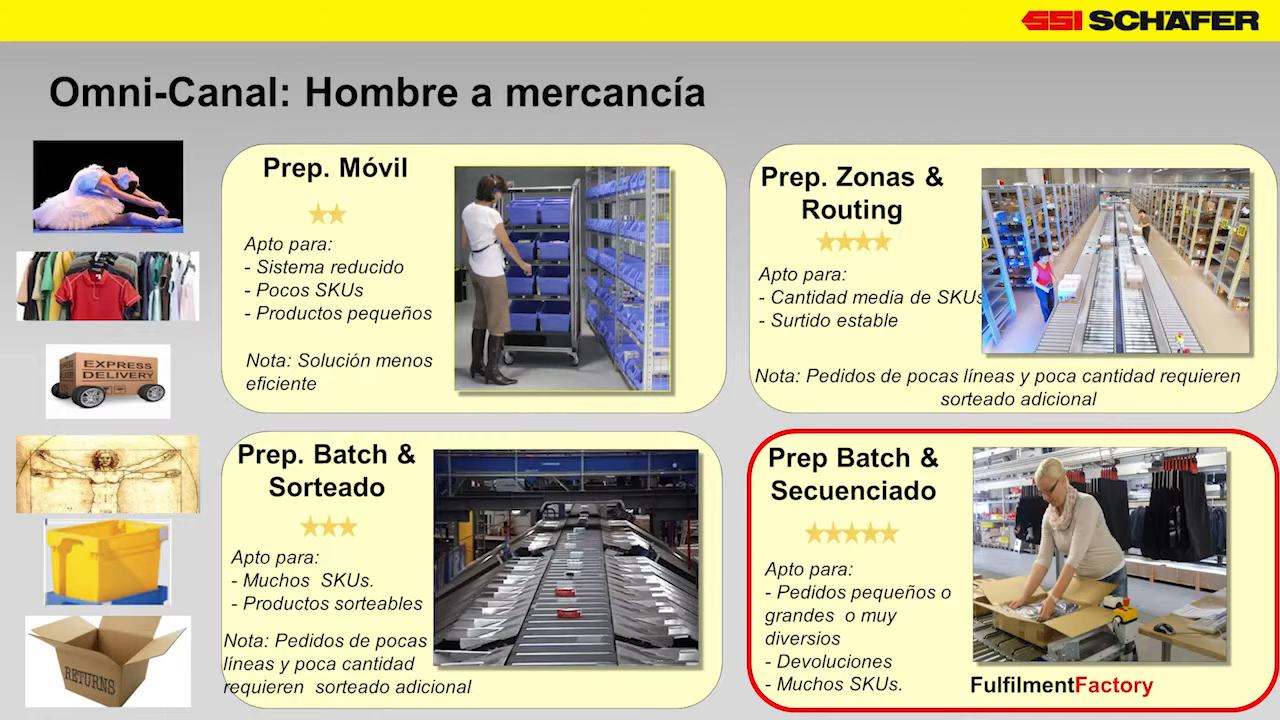 SSI SCHÄFER
Omni-Canal: Hombre a mercancía
EXPRESS
DELIVERY
RETURNS
Prep. Móvil
Apto para:
- Sistema reducido
- Pocos SKUs
- Productos pequeños
Nota: Solución menos
eficiente
Prep. Zonas &
Routing
Apto para:
- Cantidad media de SKUs
- Surtido estable
Nota: Pedidos de pocas líneas y poca cantidad requieren
sorteado adicional
Prep. Batch &
Sorteado
Apto para:
- Muchos SKUs.
- Productos sorteables
Nota: Pedidos de pocas
líneas y poca cantidad
requieren sorteado adicional
Prep Batch &
Secuenciado
Apto para:
- Pedidos pequeños o
grandes o muy
diversios
- Devoluciones
- Muchos SKUs.
FulfilmentFactory